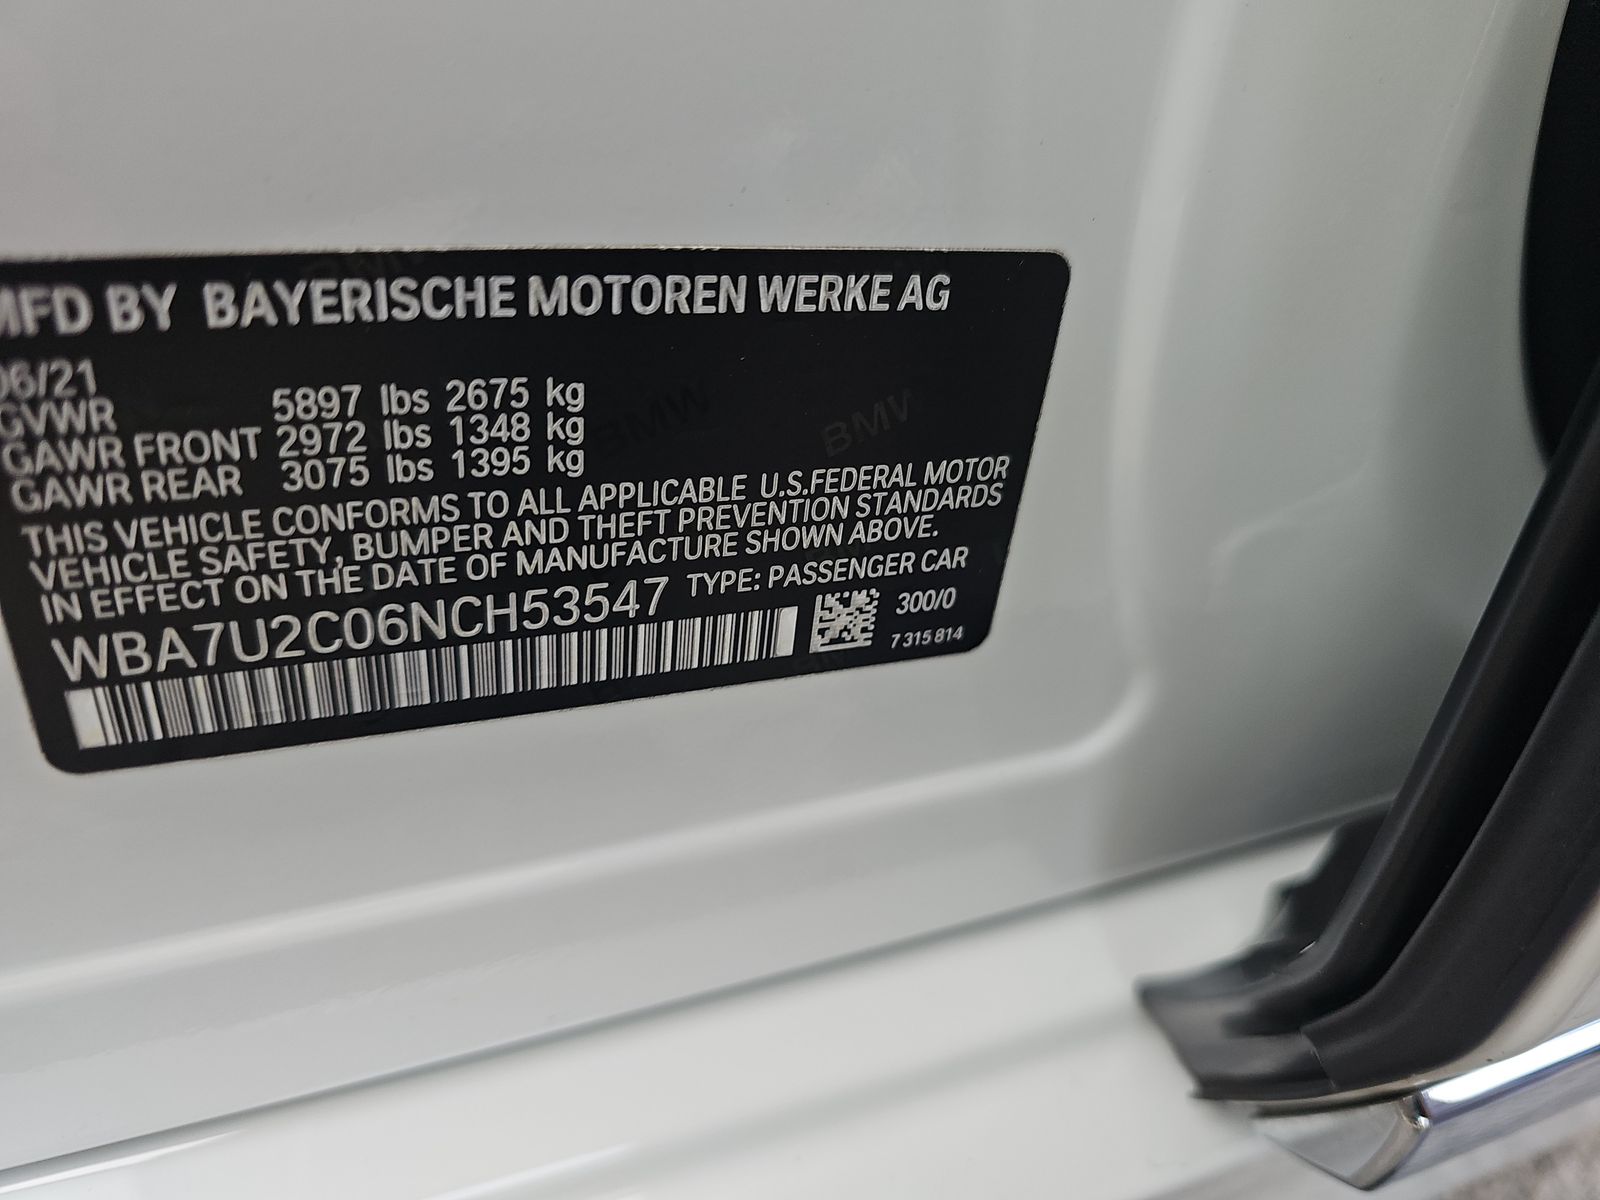 MFD BY BAYERISCHE MOTOREN WERKE AG
06/21
GVWR 5897 lbs 2675 kg
GAWR FRONT 2972 lbs 1348 kg
GAWR REAR 3075 lbs 1395 kg
THIS VEHICLE CONFORMS TO ALL APPLICABLE U.S.FEDERAL MOTOR
VEHICLE SAFETY, BUMPER AND THEFT PREVENTION STANDARDS
IN EFFECT ON THE DATE OF MANUFACTURE SHOWN ABOVE.
WBA7U2C06NCH53547 TYPE: PASSENGER CAR
300/0
7 315 814
BMW
BMW